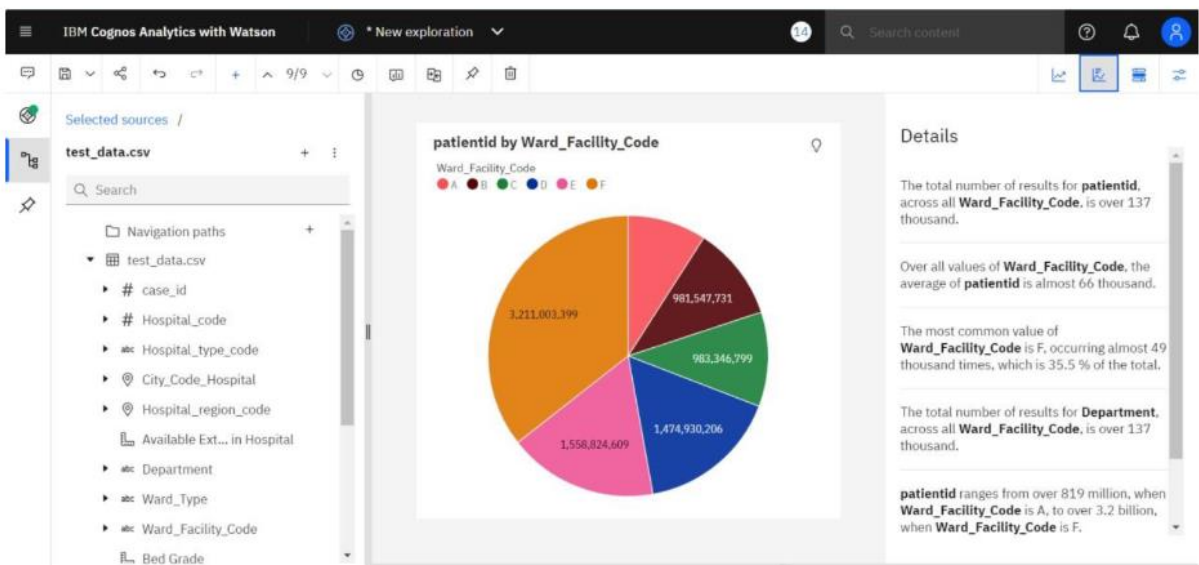 IBM Cognos Analytics with Watson
* New exploration
14
Search content
9/9
Selected sources /
test_data.csv
Search
Navigation paths
test_data.csv
# case_id
# Hospital_code
abc Hospital_type_code
City_Code_Hospital
Hospital_region_code
Available Ext... in Hospital
abc Department
abc Ward_Type
abc Ward_Facility_Code
Bed Grade
patientid by Ward_Facility_Code
Ward_Facility_Code
A B C D E F
981,547,731
3,211,003,399
983,346,799
1,474,930,206
1,558,824,609
Details
The total number of results for patientid,
across all Ward_Facility_Code, is over 137
thousand.
Over all values of Ward_Facility_Code, the
average of patientid is almost 66 thousand.
The most common value of
Ward_Facility_Code is F, occurring almost 49
thousand times, which is 35.5 % of the total.
The total number of results for Department,
across all Ward_Facility_Code, is over 137
thousand.
patientid ranges from over 819 million, when
Ward_Facility_Code is A, to over 3.2 billion,
when Ward_Facility_Code is F.